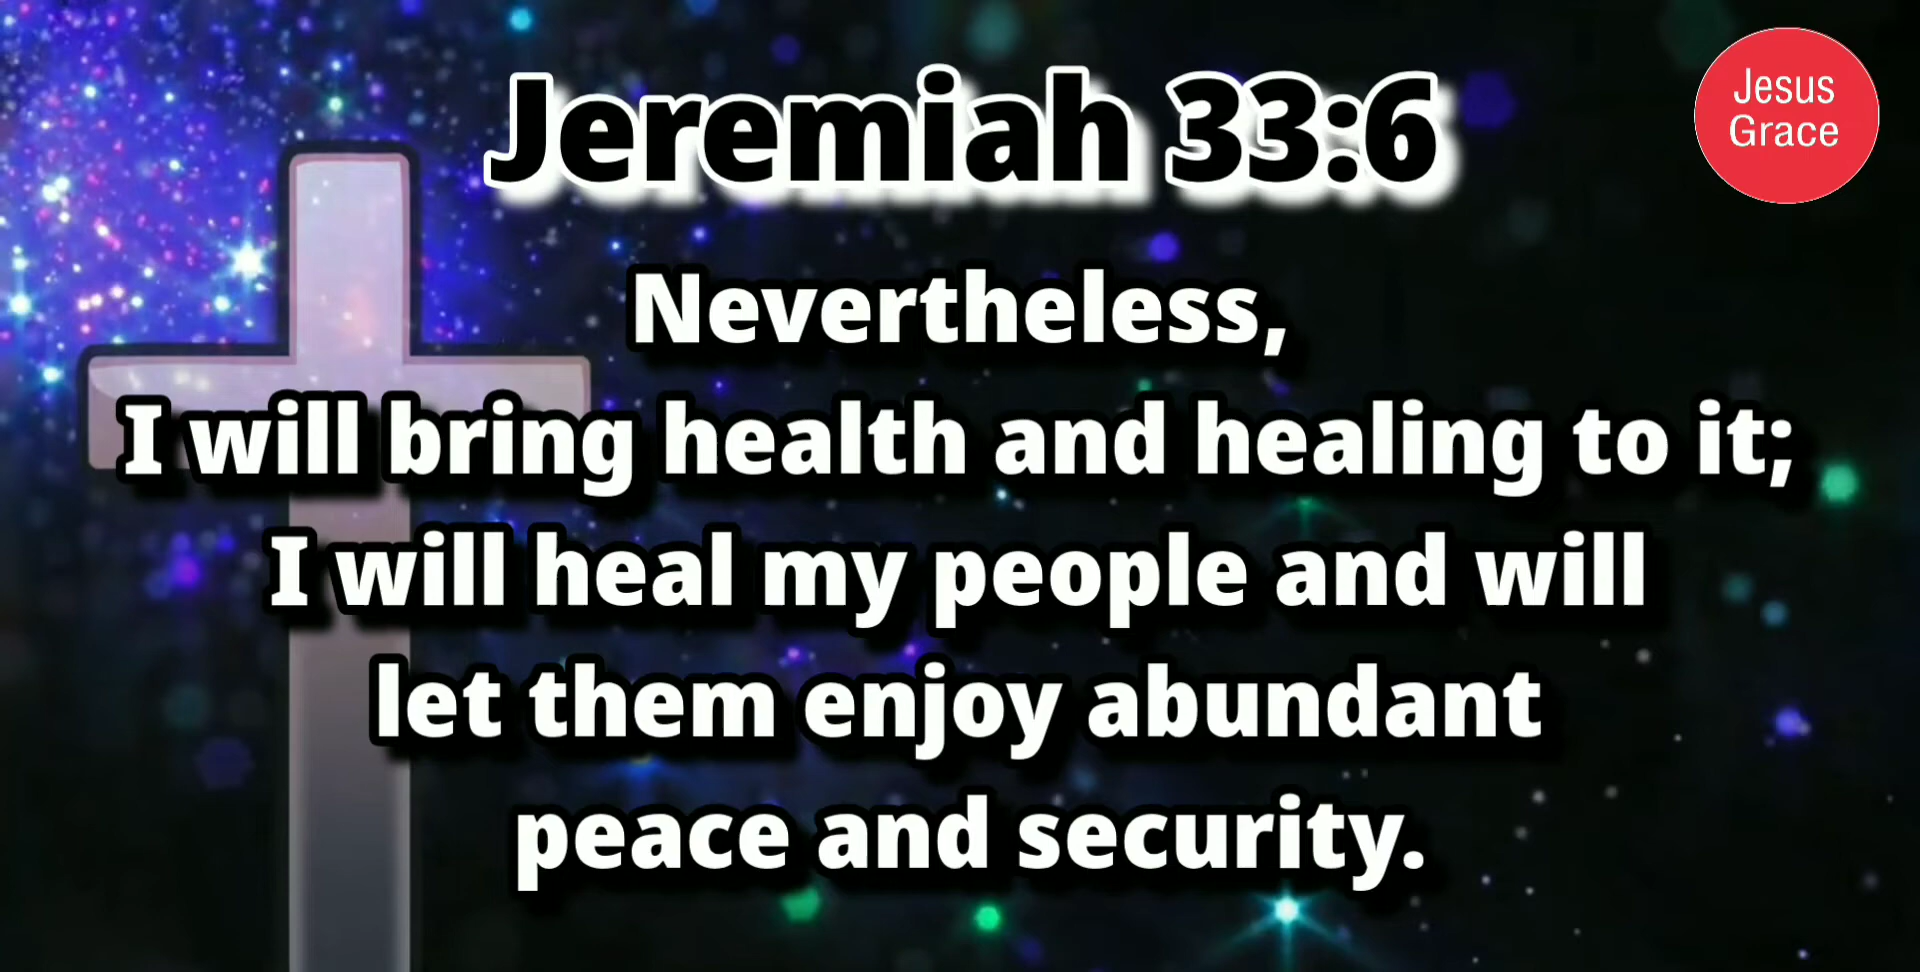 Jeremiah 33:6
Jesus
Grace
Nevertheless,
I will bring health and healing to it;
I will heal my people and will
let them enjoy abundant
peace and security.